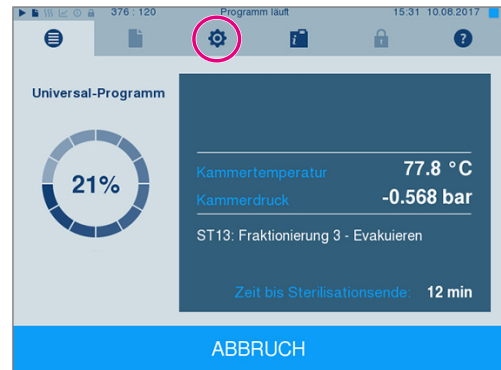 376 : 120 Programm läuft 15:31 10.08.2017
i ?
Universal-Programm
21%
Kammertemperatur 77.8 °C
Kammerdruck -0.568 bar
ST13: Fraktionierung 3 - Evakuieren
Zeit bis Sterilisationsende: 12 min
ABBRUCH